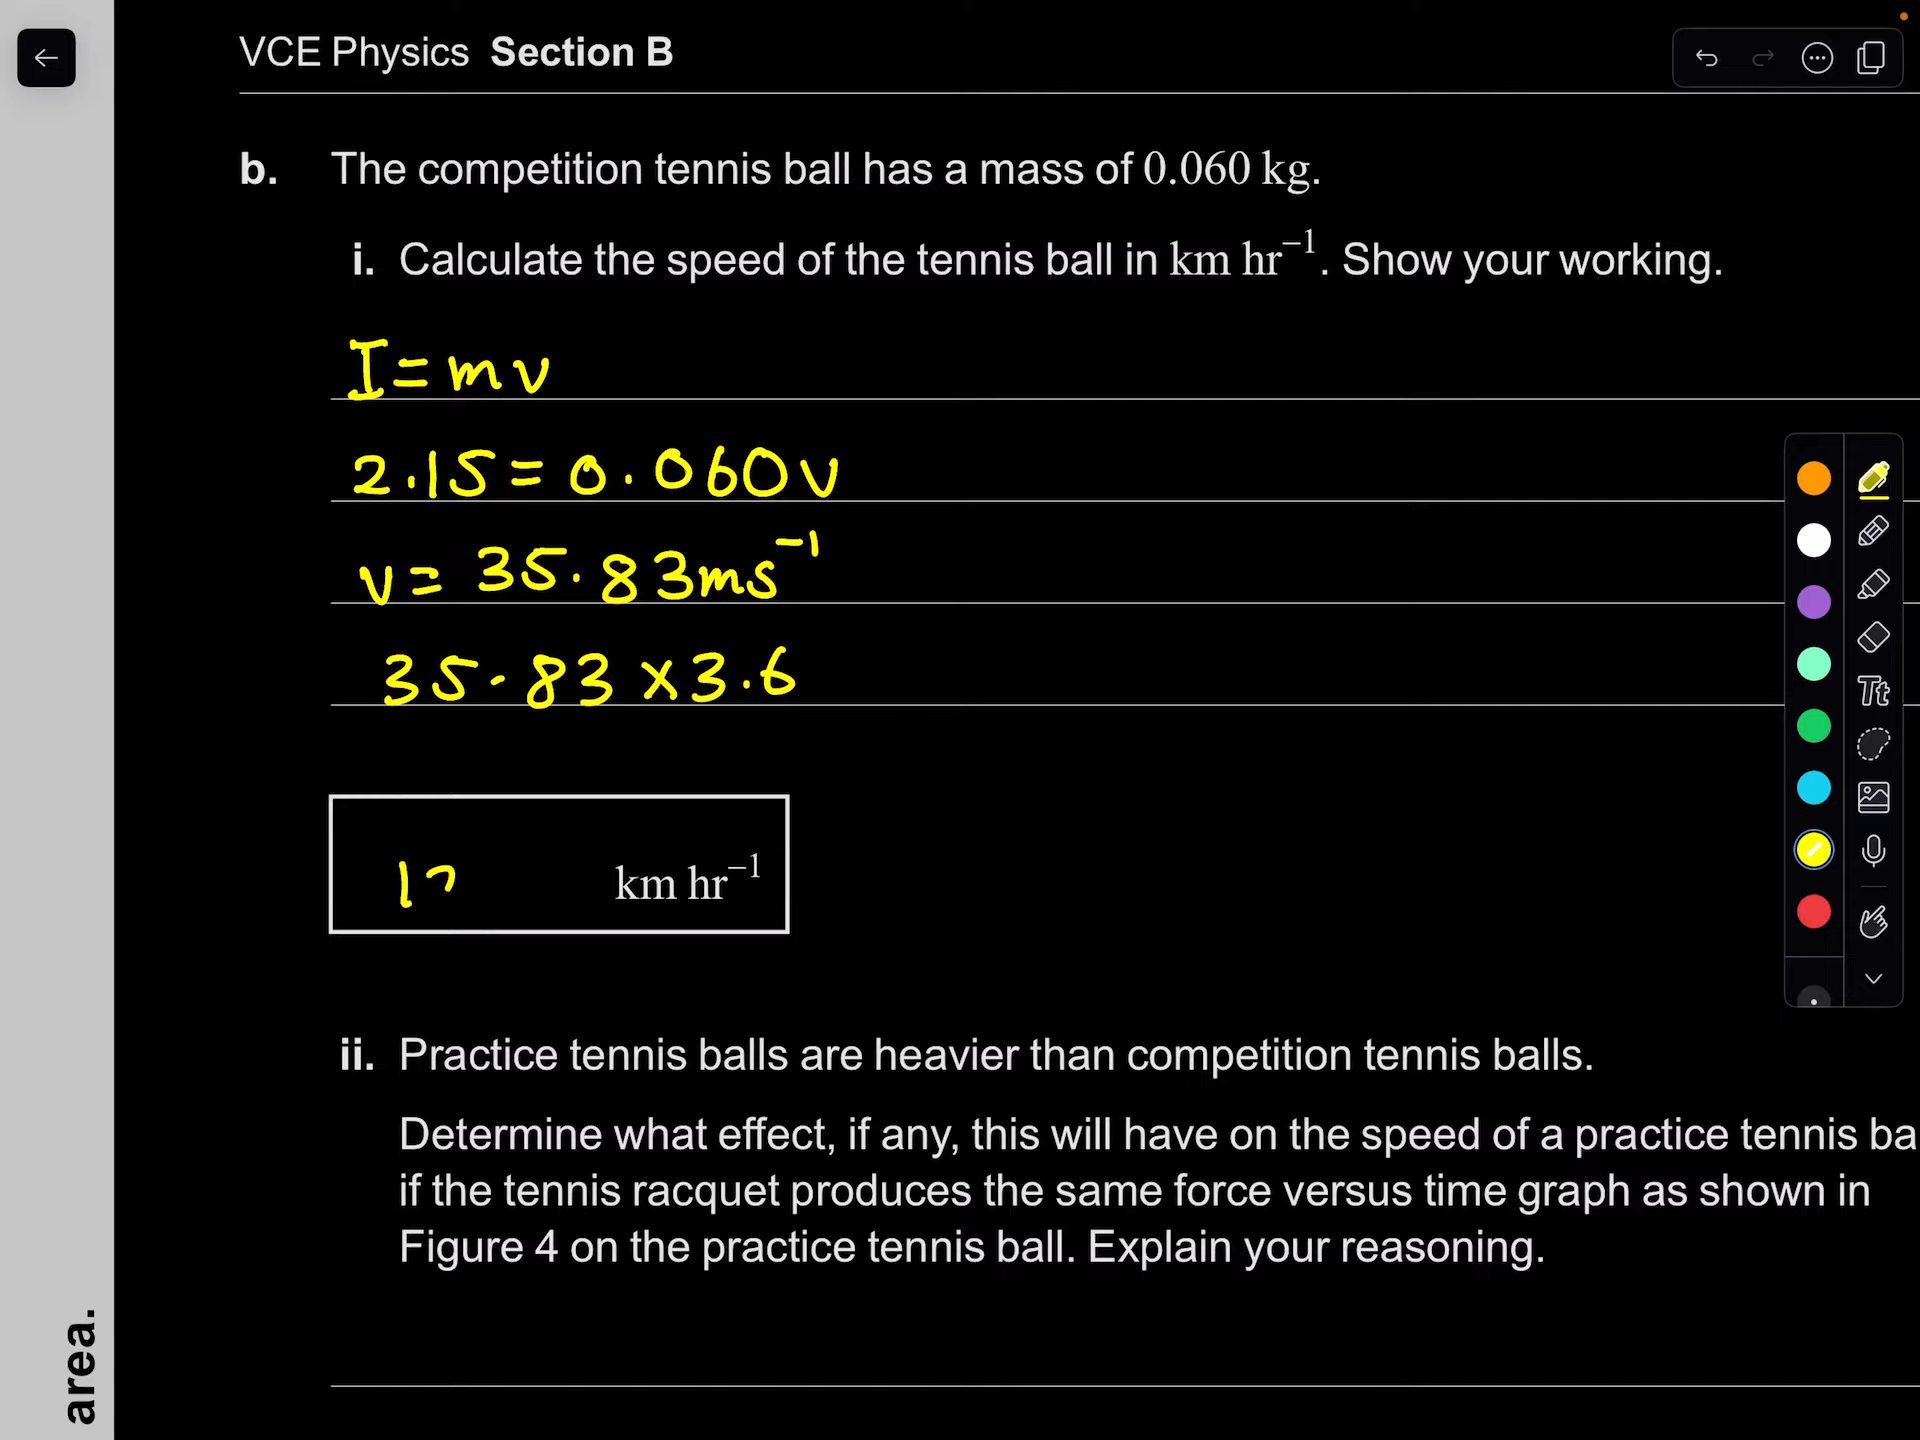 VCE Physics Section B
b. The competition tennis ball has a mass of 0.060 kg.
i. Calculate the speed of the tennis ball in km hr⁻¹. Show your working.
I = mv
2.15 = 0.060v
v = 35.83ms⁻¹
35.83 × 3.6
12 km hr⁻¹
Tt
ii. Practice tennis balls are heavier than competition tennis balls.
Determine what effect, if any, this will have on the speed of a practice tennis ba
if the tennis racquet produces the same force versus time graph as shown in
Figure 4 on the practice tennis ball. Explain your reasoning.
area.